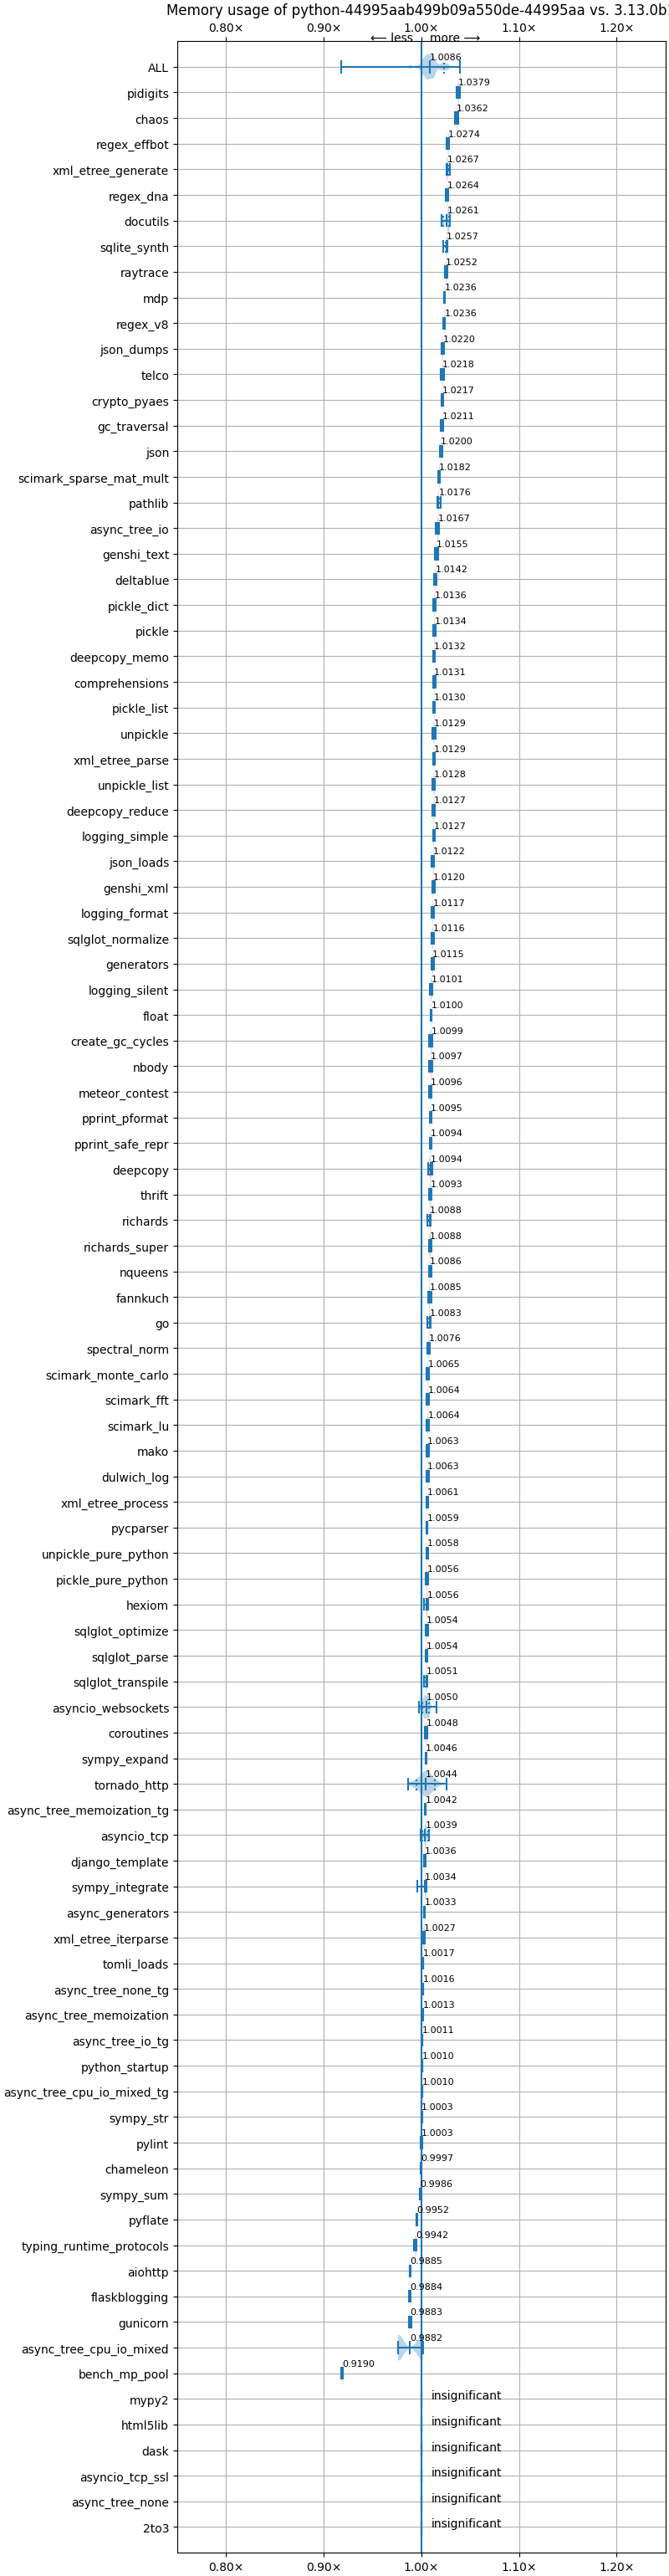 Memory usage of python-44995aab499b09a550de-44995aa vs. 3.13.0b
0.80× 0.90× 1.00× 1.10× 1.20×
⟵ less more ⟶
ALL 1.0086
pidigits 1.0379
chaos 1.0362
regex_effbot 1.0274
xml_etree_generate 1.0267
regex_dna 1.0264
docutils 1.0261
sqlite_synth 1.0257
raytrace 1.0252
mdp 1.0236
regex_v8 1.0236
json_dumps 1.0220
telco 1.0218
crypto_pyaes 1.0217
gc_traversal 1.0211
json 1.0200
scimark_sparse_mat_mult 1.0182
pathlib 1.0176
async_tree_io 1.0167
genshi_text 1.0155
deltablue 1.0142
pickle_dict 1.0136
pickle 1.0134
deepcopy_memo 1.0132
comprehensions 1.0131
pickle_list 1.0130
unpickle 1.0129
xml_etree_parse 1.0129
unpickle_list 1.0128
deepcopy_reduce 1.0127
logging_simple 1.0127
json_loads 1.0122
genshi_xml 1.0120
logging_format 1.0117
sqlglot_normalize 1.0116
generators 1.0115
logging_silent 1.0101
float 1.0100
create_gc_cycles 1.0099
nbody 1.0097
meteor_contest 1.0096
pprint_pformat 1.0095
pprint_safe_repr 1.0094
deepcopy 1.0094
thrift 1.0093
richards 1.0088
richards_super 1.0088
nqueens 1.0086
fannkuch 1.0085
go 1.0083
spectral_norm 1.0076
scimark_monte_carlo 1.0065
scimark_fft 1.0064
scimark_lu 1.0064
mako 1.0063
dulwich_log 1.0063
xml_etree_process 1.0061
pycparser 1.0059
unpickle_pure_python 1.0058
pickle_pure_python 1.0056
hexiom 1.0056
sqlglot_optimize 1.0054
sqlglot_parse 1.0054
sqlglot_transpile 1.0051
asyncio_websockets 1.0050
coroutines 1.0048
sympy_expand 1.0046
tornado_http 1.0044
async_tree_memoization_tg 1.0042
asyncio_tcp 1.0039
django_template 1.0036
sympy_integrate 1.0034
async_generators 1.0033
xml_etree_iterparse 1.0027
tomli_loads 1.0017
async_tree_none_tg 1.0016
async_tree_memoization 1.0013
async_tree_io_tg 1.0011
python_startup 1.0010
async_tree_cpu_io_mixed_tg 1.0010
sympy_str 1.0003
pylint 1.0003
chameleon 0.9997
sympy_sum 0.9986
pyflate 0.9952
typing_runtime_protocols 0.9942
aiohttp 0.9885
flaskblogging 0.9884
gunicorn 0.9883
async_tree_cpu_io_mixed 0.9882
bench_mp_pool 0.9190
mypy2 insignificant
html5lib insignificant
dask insignificant
asyncio_tcp_ssl insignificant
async_tree_none insignificant
2to3 insignificant
0.80× 0.90× 1.00× 1.10× 1.20×